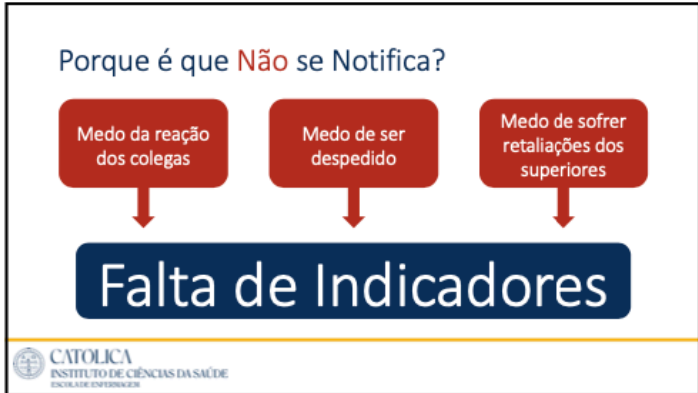 Porque é que Não se Notifica?
Medo da reação
dos colegas
Medo de ser
despedido
Medo de sofrer
retaliações dos
superiores
Falta de Indicadores
CATOLICA
INSTITUTO DE CIÊNCIAS DA SAÚDE
ESCOLA DE ENFERMAGEM